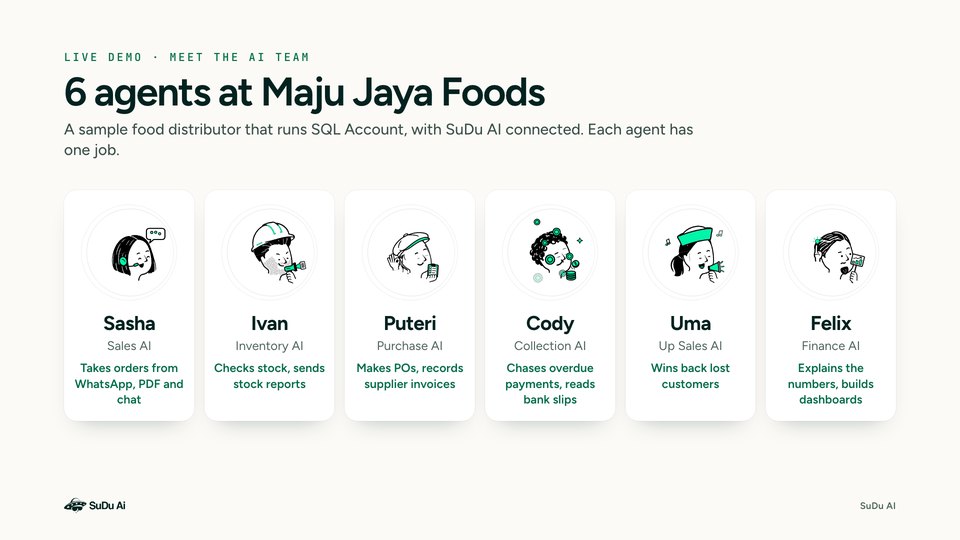 LIVE DEMO · MEET THE AI TEAM
6 agents at Maju Jaya Foods
A sample food distributor that runs SQL Account, with SuDu AI connected. Each agent has
one job.
Sasha
Sales AI
Takes orders from
WhatsApp, PDF and
chat
Ivan
Inventory AI
Checks stock, sends
stock reports
Puteri
Purchase AI
Makes POs, records
supplier invoices
Cody
Collection AI
Chases overdue
payments, reads
bank slips
Uma
Up Sales AI
Wins back lost
customers
Felix
Finance AI
Explains the
numbers, builds
dashboards
SuDu Ai
SuDu AI